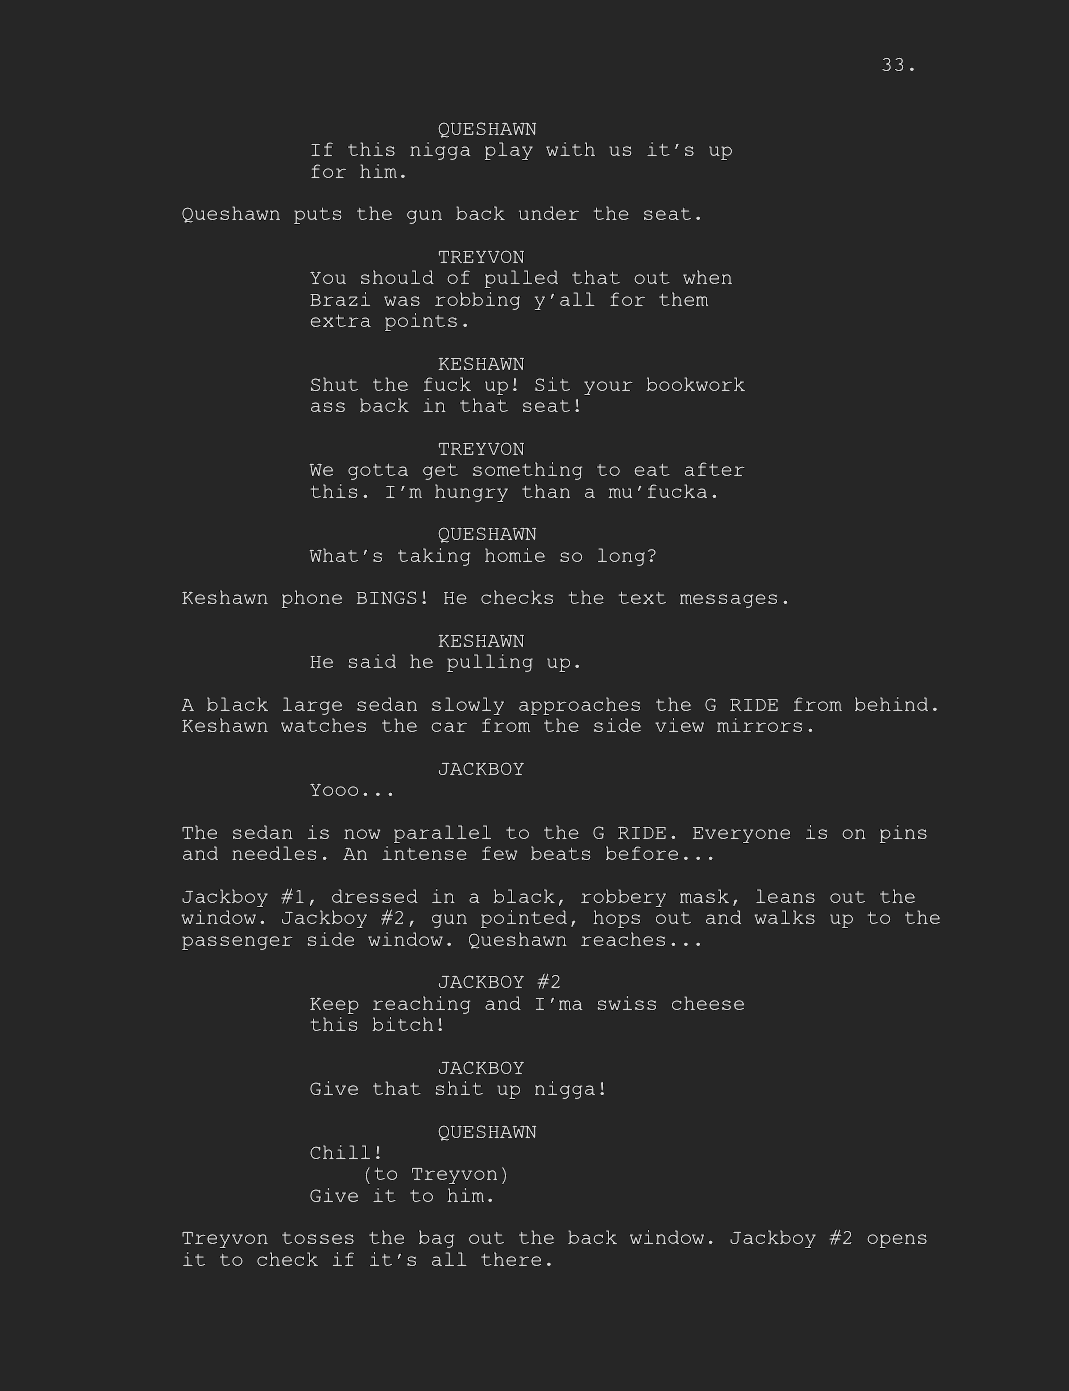 33.
QUESHAWN
If this nigga play with us it's up
for him.
Queshawn puts the gun back under the seat.
TREYVON
You should of pulled that out when
Brazi was robbing y'all for them
extra points.
KESHAWN
Shut the fuck up! Sit your bookwork
ass back in that seat!
TREYVON
We gotta get something to eat after
this. I'm hungry than a mu'fucka.
QUESHAWN
What's taking homie so long?
Keshawn phone BINGS! He checks the text messages.
KESHAWN
He said he pulling up.
A black large sedan slowly approaches the G RIDE from behind.
Keshawn watches the car from the side view mirrors.
JACKBOY
Yooo...
The sedan is now parallel to the G RIDE. Everyone is on pins
and needles. An intense few beats before...
Jackboy #1, dressed in a black, robbery mask, leans out the
window. Jackboy #2, gun pointed, hops out and walks up to the
passenger side window. Queshawn reaches...
JACKBOY #2
Keep reaching and I'ma swiss cheese
this bitch!
JACKBOY
Give that shit up nigga!
QUESHAWN
Chill!
(to Treyvon)
Give it to him.
Treyvon tosses the bag out the back window. Jackboy #2 opens
it to check if it's all there.